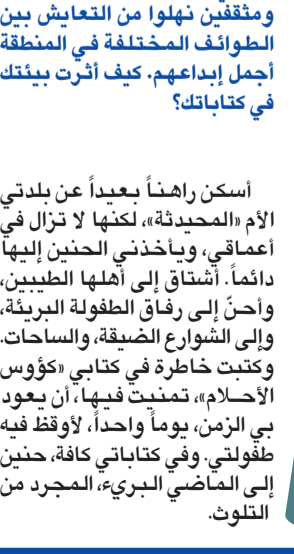 ومثقفين نهلوا من التعايش بين
الطوائف المختلفة في المنطقة
أجمل إبداعهم. كيف أثرت بيئتك
في كتاباتك؟
أسكن راهناً بعيداً عن بلدتي
الأم «المحيدثة»، لكنها لا تزال في
أعماقي، ويأخذني الحنين إليها
دائماً. أشتاق إلى أهلها الطيبين،
وأحنّ إلى رفاق الطفولة البريئة،
وإلى الشوارع الضيقة، والساحات.
وكتبت خاطرة في كتابي «كؤوس
الأحـلام»، تمنيت فيها، أن يعود
بي الزمن، يوماً واحداً، لأوقظ فيه
طفولتي. وفي كتاباتي كافة، حنين
إلى الماضي البريء، المجرد من
التلوث.